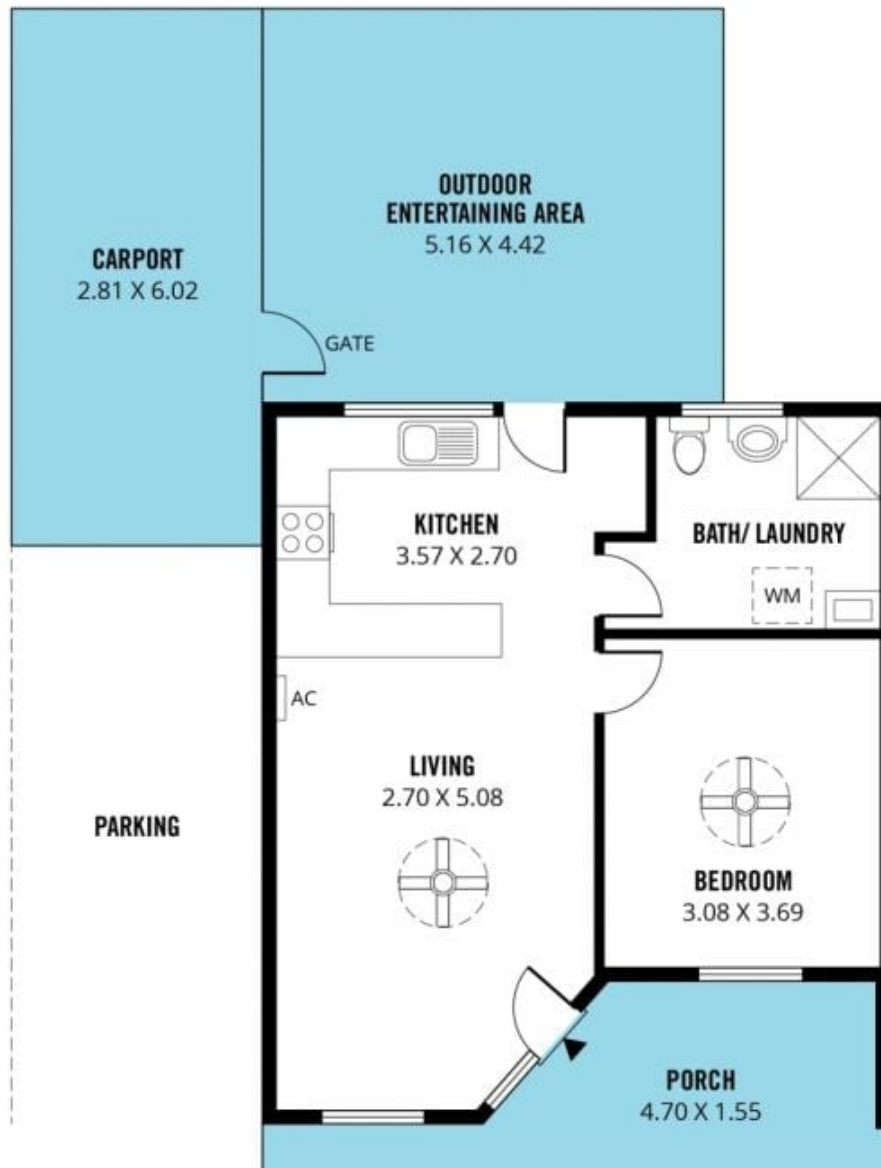 OUTDOOR
ENTERTAINING AREA
5.16 X 4.42
CARPORT
2.81 X 6.02
GATE
KITCHEN
3.57 X 2.70
BATH/ LAUNDRY
WM
AC
LIVING
2.70 X 5.08
PARKING
BEDROOM
3.08 X 3.69
PORCH
4.70 X 1.55